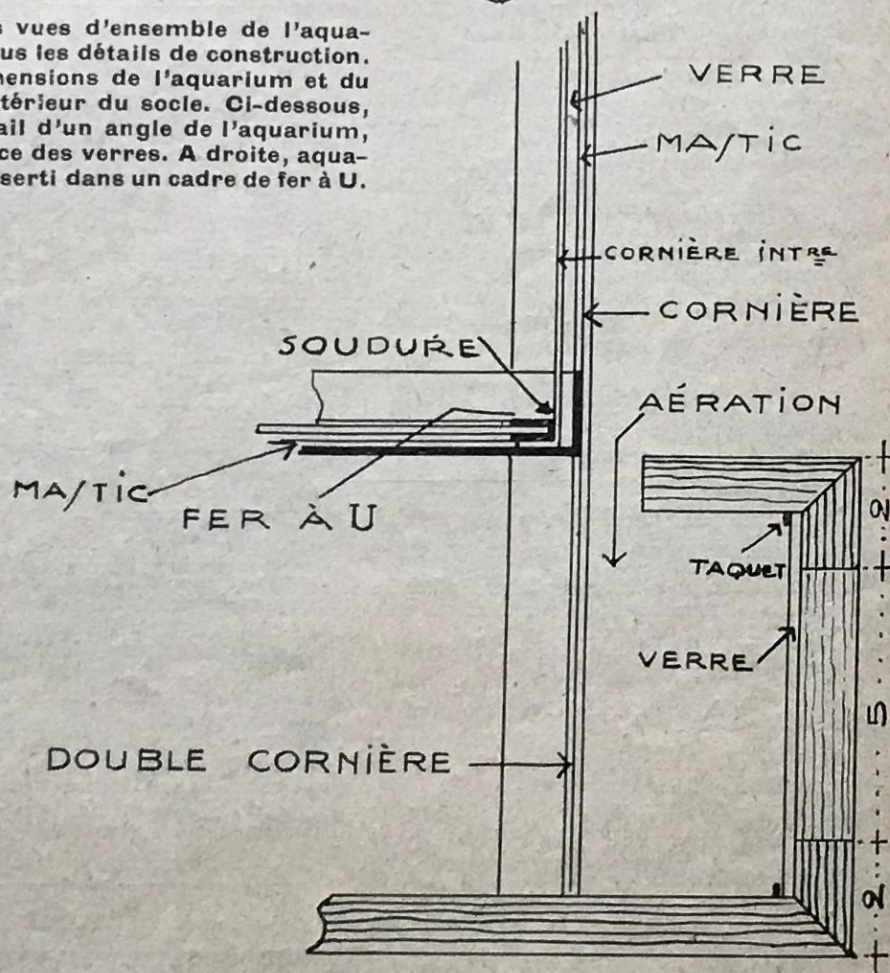 s vues d'ensemble de l'aqua-
us les détails de construction.
mensions de l'aquarium et du
térieur du socle. Ci-dessous,
ail d'un angle de l'aquarium,
ce des verres. A droite, aqua-
serti dans un cadre de fer à U.
VERRE
MASTIC
CORNIÈRE INTRE
CORNIÈRE
SOUDURE
AÉRATION
MASTIC
FER À U
2
TAQUET
VERRE
5
DOUBLE CORNIÈRE
2